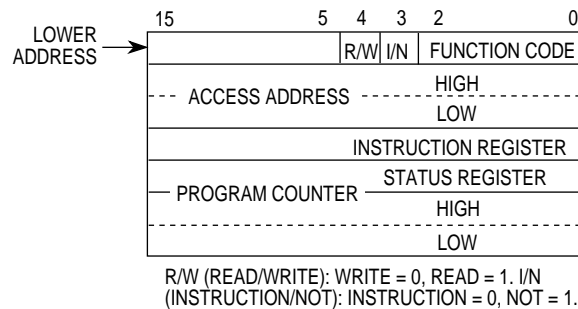 15 5 4 3 2 0
LOWER
ADDRESS
R/W I/N FUNCTION CODE
HIGH
ACCESS ADDRESS
LOW
INSTRUCTION REGISTER
STATUS REGISTER
PROGRAM COUNTER
HIGH
LOW
R/W (READ/WRITE): WRITE = 0, READ = 1. I/N
(INSTRUCTION/NOT): INSTRUCTION = 0, NOT = 1.